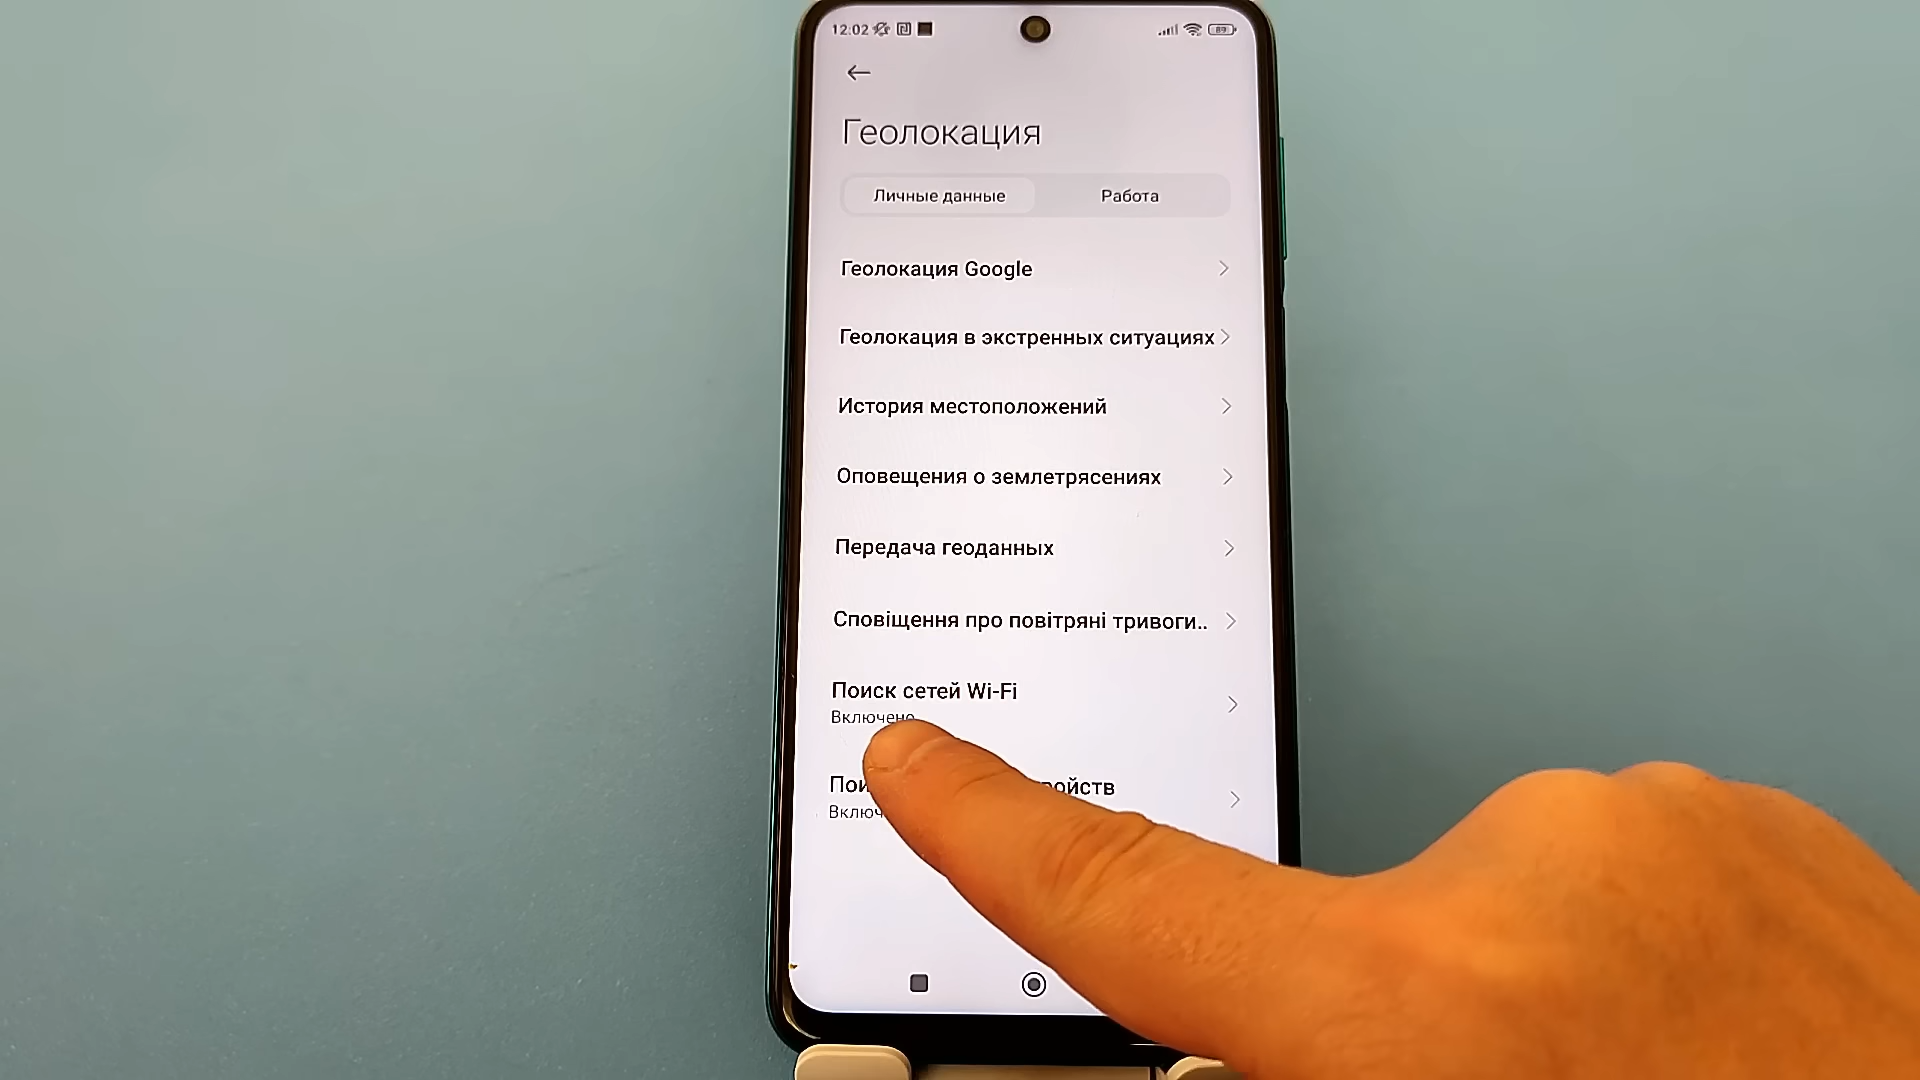 12:02 89
Геолокация
Личные данные Работа
Геолокация Google
Геолокация в экстренных ситуациях
История местоположений
Оповещения о землетрясениях
Передача геоданных
Сповіщення про повітряні тривоги..
Поиск сетей Wi-Fi
Включено